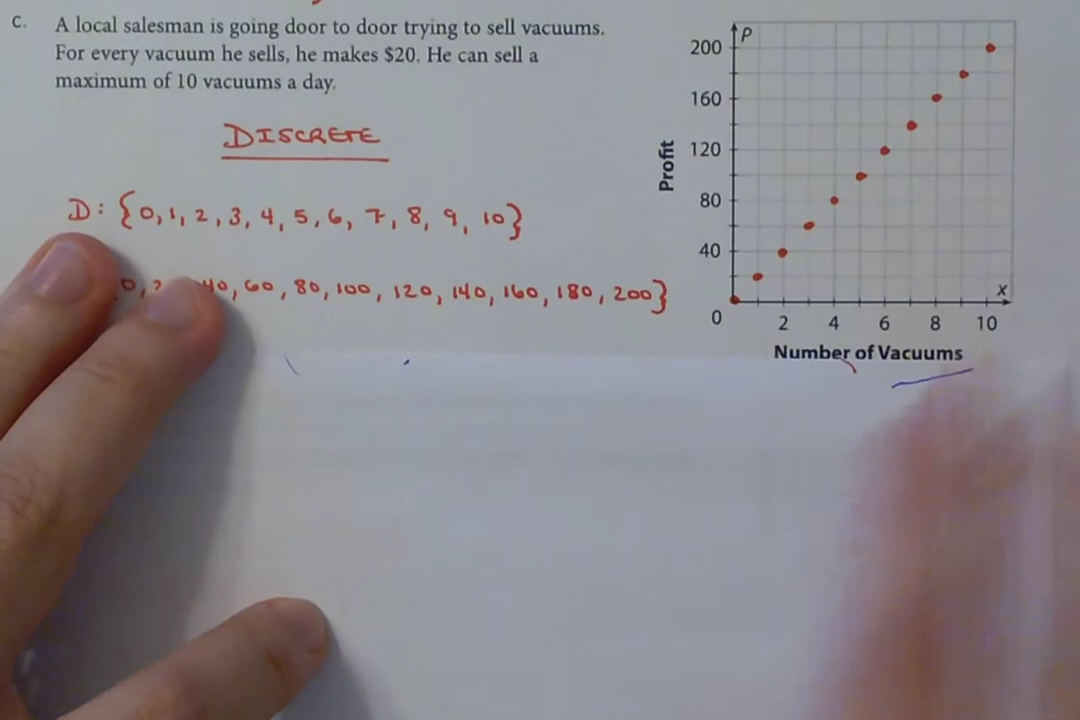 C. A local salesman is going door to door trying to sell vacuums.
For every vacuum he sells, he makes $20. He can sell a
maximum of 10 vacuums a day.
DISCRETE
D: {0, 1, 2, 3, 4, 5, 6, 7, 8, 9, 10}
0, 40, 60, 80, 100, 120, 140, 160, 180, 200}
P
200
160
120
80
40
0
Profit
x
2 4 6 8 10
Number of Vacuums